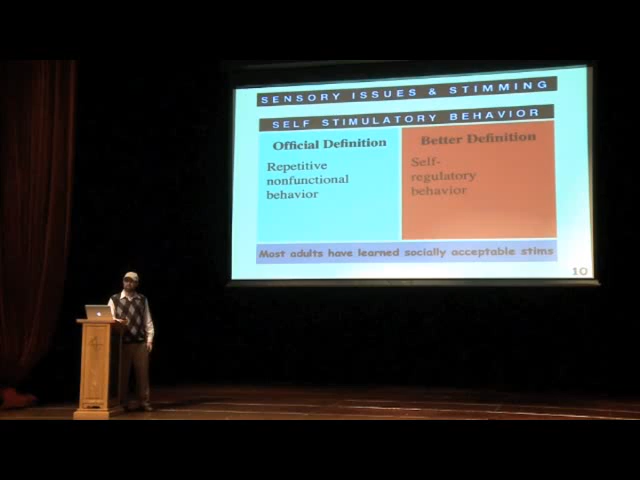 SENSORY ISSUES & STIMMING
SELF STIMULATORY BEHAVIOR
Official Definition
Repetitive
nonfunctional
behavior
Better Definition
Self-
regulatory
behavior
Most adults have learned socially acceptable stims
10